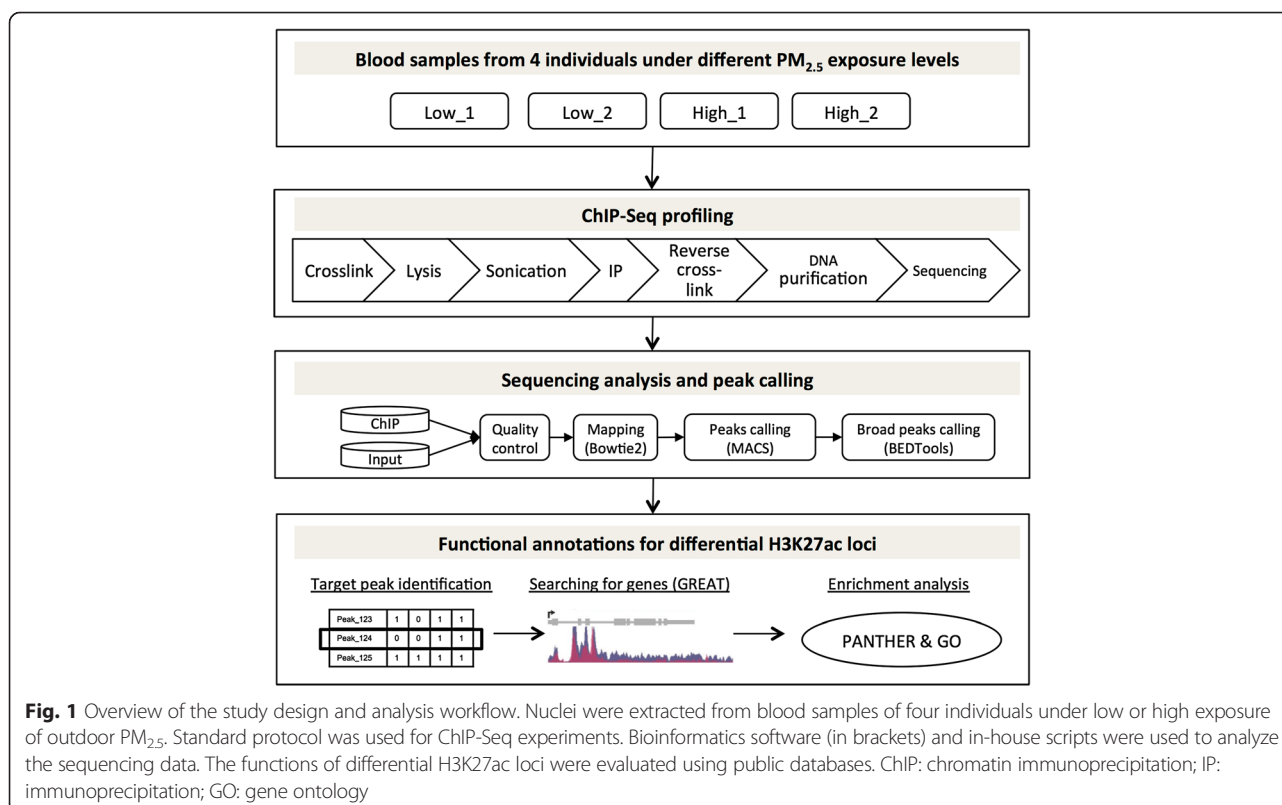 Blood samples from 4 individuals under different PM2.5 exposure levels
Low_1 Low_2 High_1 High_2
ChIP-Seq profiling
Crosslink
Lysis
Sonication
IP
Reverse
cross-
link
DNA
purification
Sequencing
Sequencing analysis and peak calling
ChIP
Input
Quality
control
Mapping
(Bowtie2)
Peaks calling
(MACS)
Broad peaks calling
(BEDTools)
Functional annotations for differential H3K27ac loci
Target peak identification
Peak_123 1 0 1 1
Peak_124 0 0 1 1
Peak_125 1 1 1 1
Searching for genes (GREAT)
Enrichment analysis
PANTHER & GO
Fig. 1 Overview of the study design and analysis workflow. Nuclei were extracted from blood samples of four individuals under low or high exposure
of outdoor PM2.5. Standard protocol was used for ChIP-Seq experiments. Bioinformatics software (in brackets) and in-house scripts were used to analyze
the sequencing data. The functions of differential H3K27ac loci were evaluated using public databases. ChIP: chromatin immunoprecipitation; IP:
immunoprecipitation; GO: gene ontology